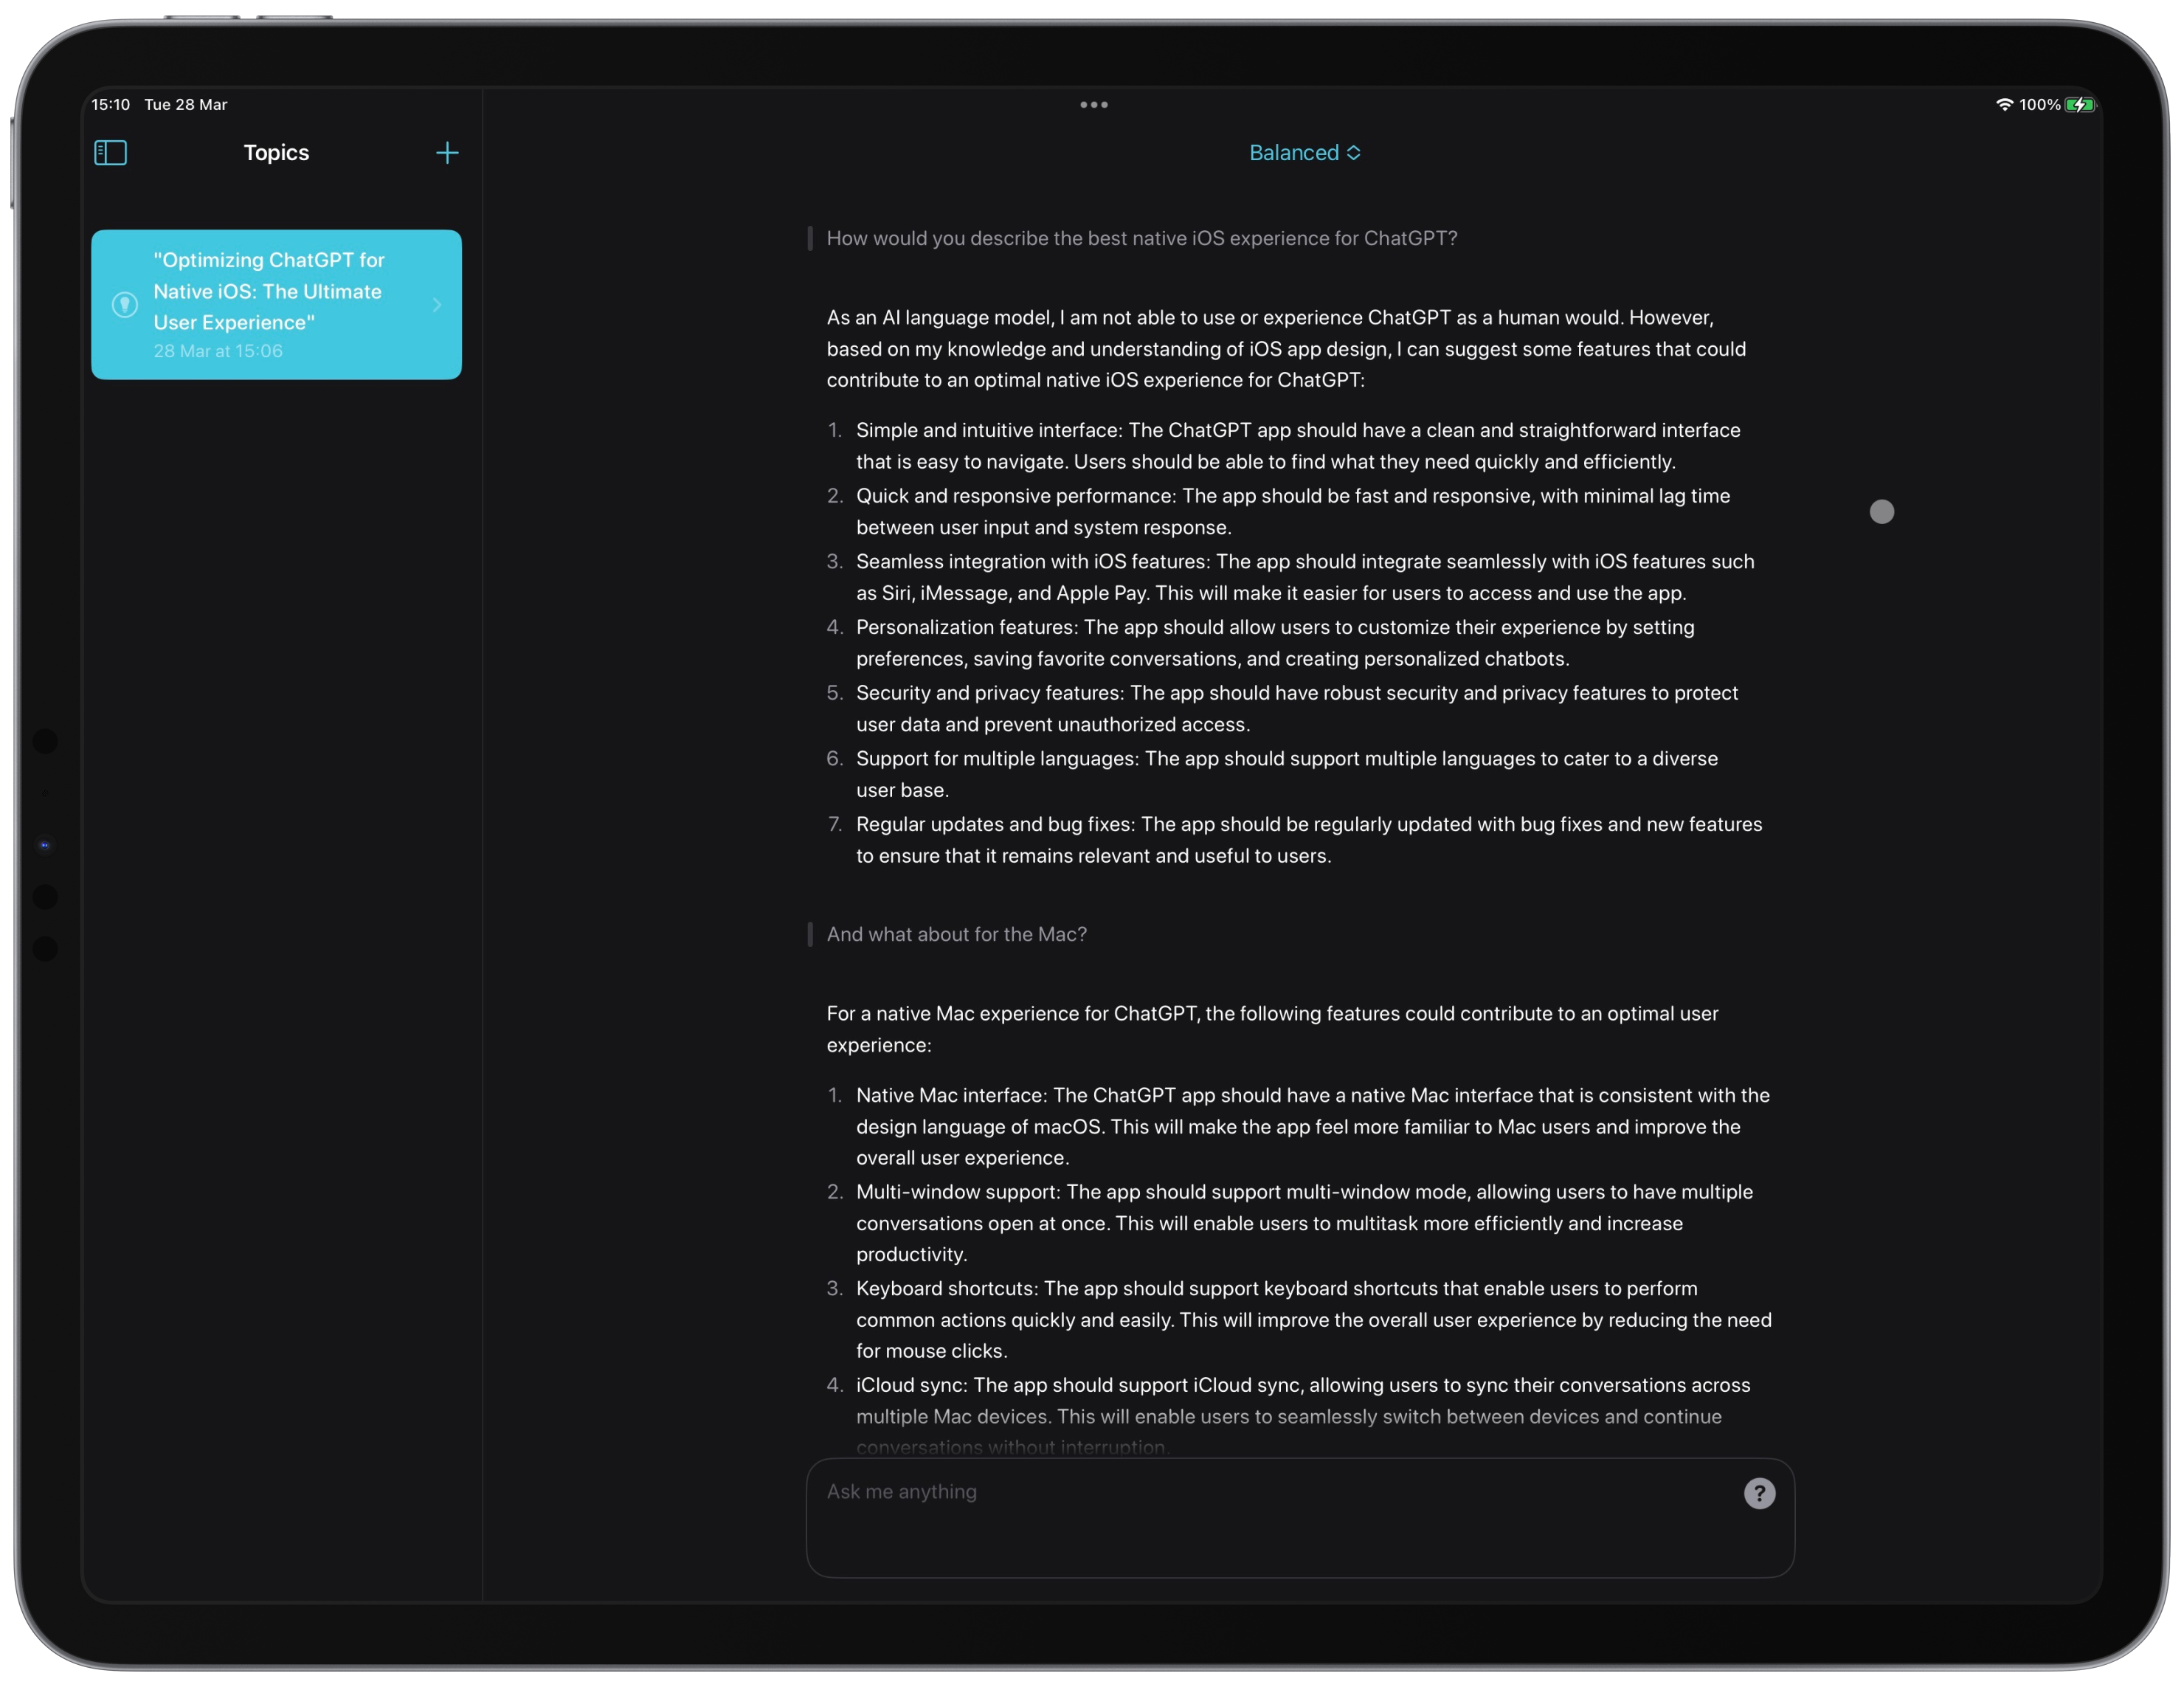 15:10 Tue 28 Mar
100%
Topics
Balanced
"Optimizing ChatGPT for
Native iOS: The Ultimate
User Experience"
28 Mar at 15:06
How would you describe the best native iOS experience for ChatGPT?
As an AI language model, I am not able to use or experience ChatGPT as a human would. However,
based on my knowledge and understanding of iOS app design, I can suggest some features that could
contribute to an optimal native iOS experience for ChatGPT:
1. Simple and intuitive interface: The ChatGPT app should have a clean and straightforward interface
that is easy to navigate. Users should be able to find what they need quickly and efficiently.
2. Quick and responsive performance: The app should be fast and responsive, with minimal lag time
between user input and system response.
3. Seamless integration with iOS features: The app should integrate seamlessly with iOS features such
as Siri, iMessage, and Apple Pay. This will make it easier for users to access and use the app.
4. Personalization features: The app should allow users to customize their experience by setting
preferences, saving favorite conversations, and creating personalized chatbots.
5. Security and privacy features: The app should have robust security and privacy features to protect
user data and prevent unauthorized access.
6. Support for multiple languages: The app should support multiple languages to cater to a diverse
user base.
7. Regular updates and bug fixes: The app should be regularly updated with bug fixes and new features
to ensure that it remains relevant and useful to users.
And what about for the Mac?
For a native Mac experience for ChatGPT, the following features could contribute to an optimal user
experience:
1. Native Mac interface: The ChatGPT app should have a native Mac interface that is consistent with the
design language of macOS. This will make the app feel more familiar to Mac users and improve the
overall user experience.
2. Multi-window support: The app should support multi-window mode, allowing users to have multiple
conversations open at once. This will enable users to multitask more efficiently and increase
productivity.
3. Keyboard shortcuts: The app should support keyboard shortcuts that enable users to perform
common actions quickly and easily. This will improve the overall user experience by reducing the need
for mouse clicks.
4. iCloud sync: The app should support iCloud sync, allowing users to sync their conversations across
multiple Mac devices. This will enable users to seamlessly switch between devices and continue
conversations without interruption.
Ask me anything
?